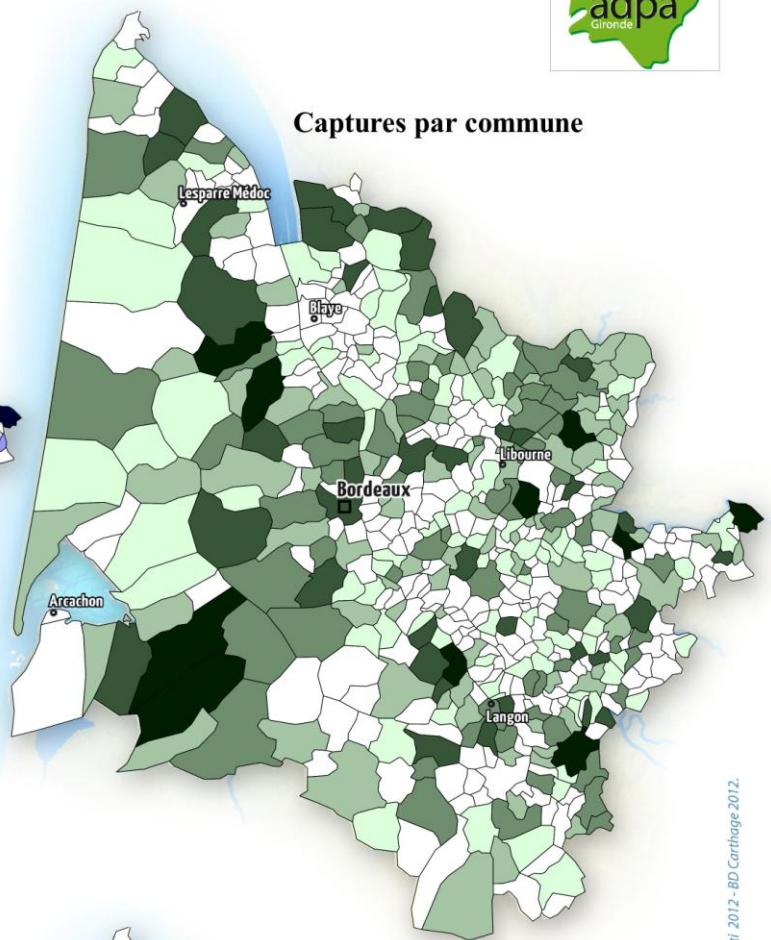 adpa
Gironde
Captures par commune
Lesparre Médoc
Blaye
Libourne
Bordeaux
Arcachon
Langon
2012 - BD Carthage 2012.